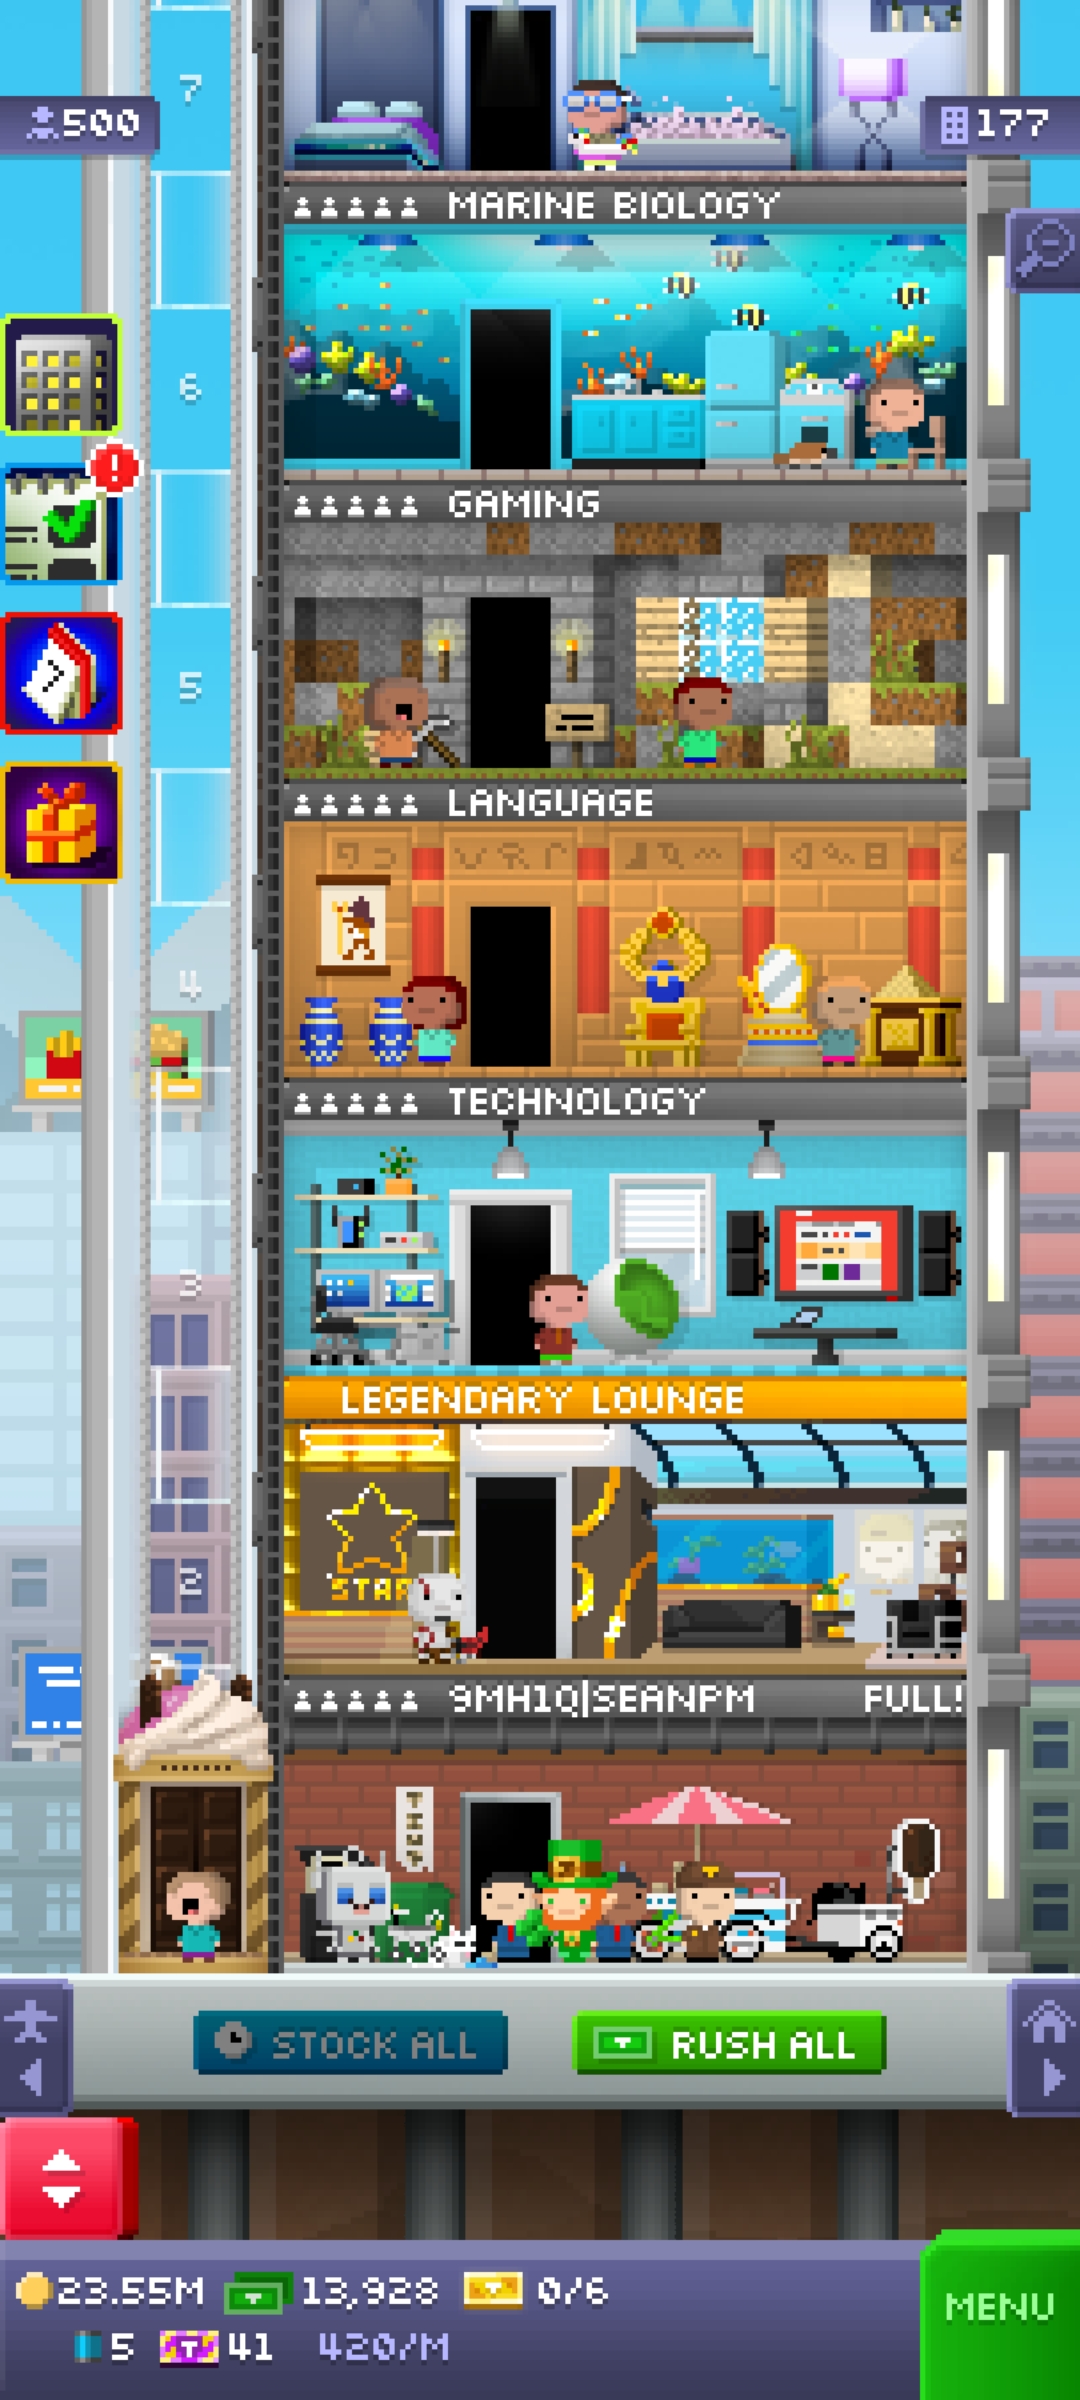 7
500
177
MARINE BIOLOGY
6
GAMING
5
LANGUAGE
4
TECHNOLOGY
3
LEGENDARY LOUNGE
STAR
2
9MH1Q|SEANPM FULL!
STOCK ALL
RUSH ALL
23.55M 13,928 0/6
MENU
5 41 420/M